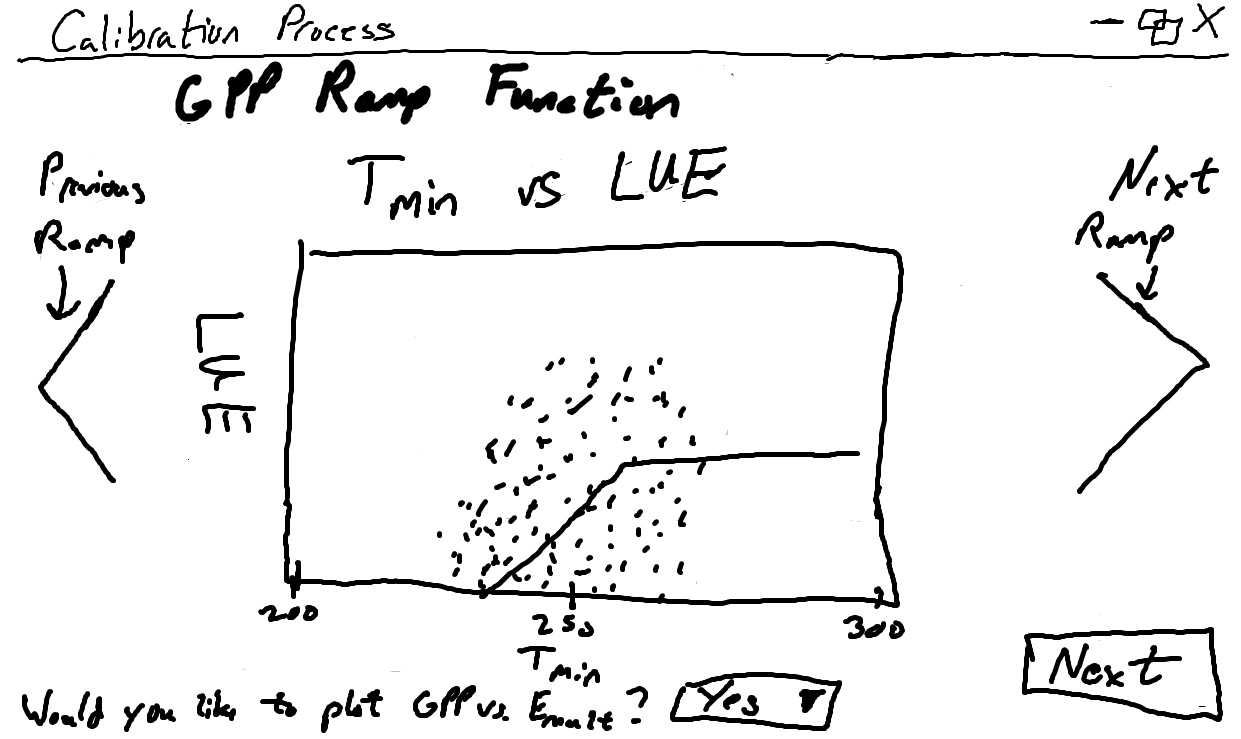 Calibration Process
GPP Ramp Function
Tmin vs LUE
Previous
Ramp
Next
Ramp
LUE
200
250
300
Tmin
Next
Would you like to plot GPP vs. Emult? Yes